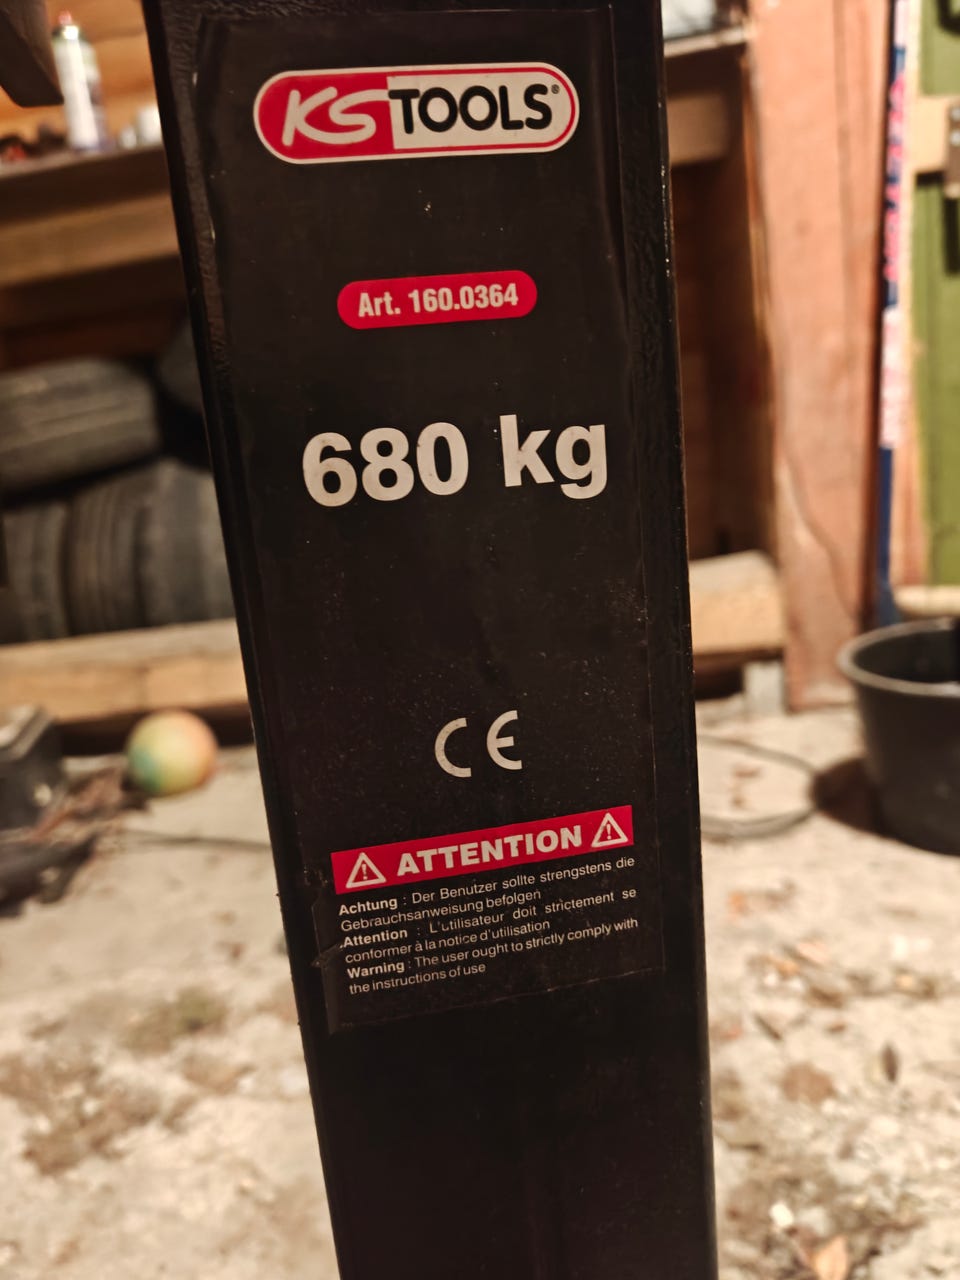 KS TOOLS®
Art. 160.0364
680 kg
CE
ATTENTION
Achtung : Der Benutzer sollte strengstens die
Gebrauchsanweisung befolgen
Attention : L'utilisateur doit strictement se
conformer à la notice d'utilisation
Warning : The user ought to strictly comply with
the instructions of use